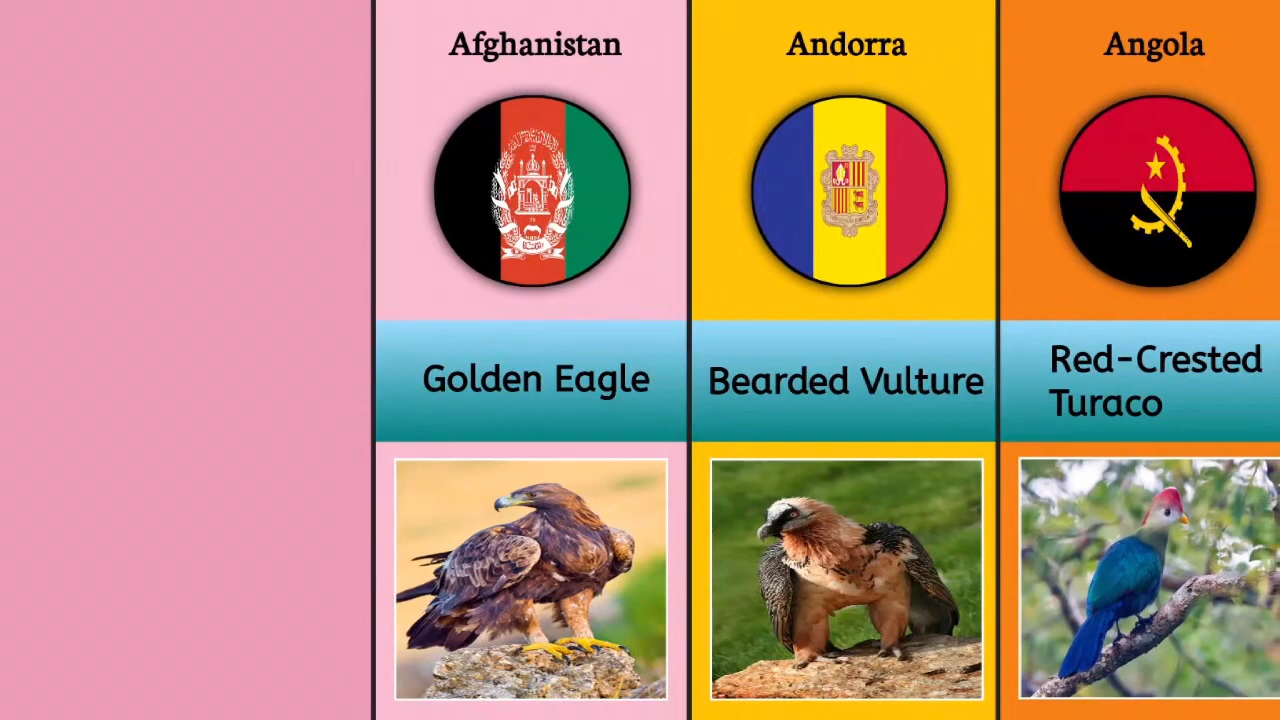 Afghanistan
Andorra
Angola
Golden Eagle
Bearded Vulture
Red-Crested
Turaco